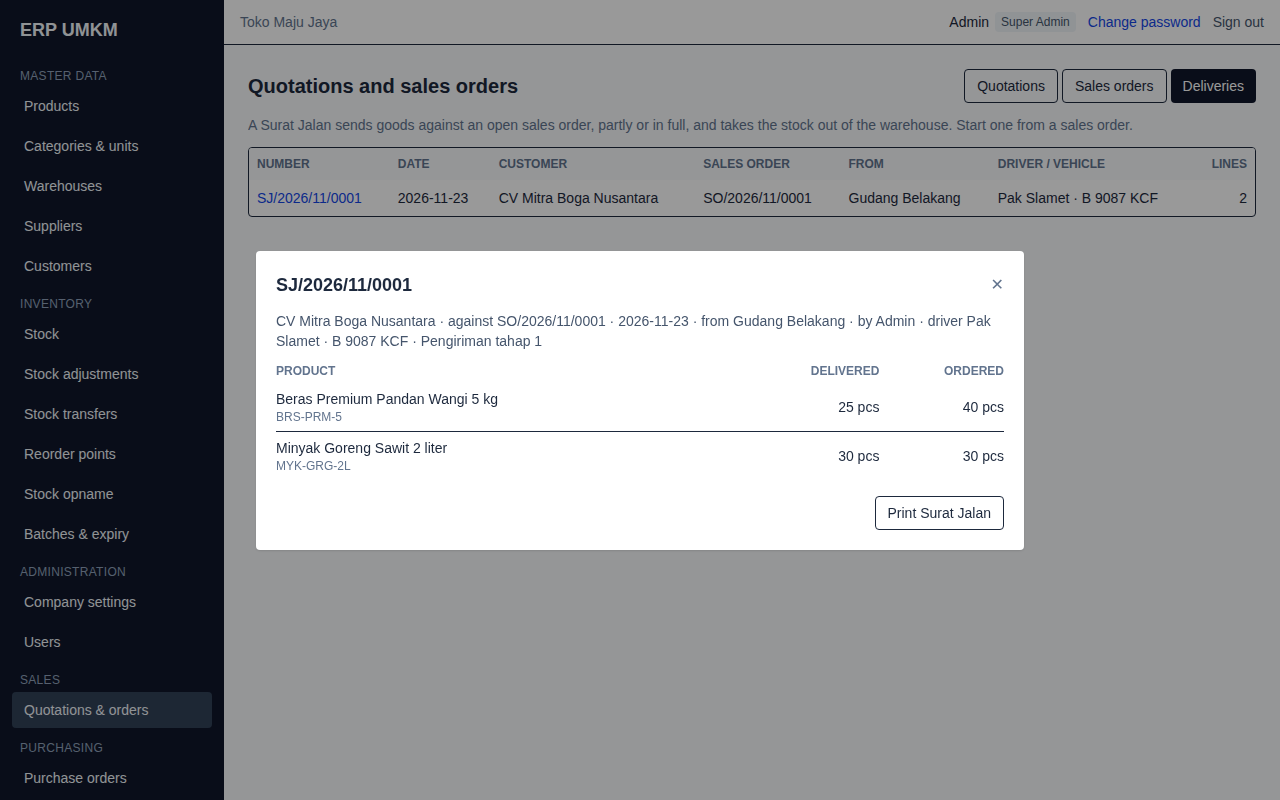 ERP UMKM
MASTER DATA
Products
Categories & units
Warehouses
Suppliers
Customers
INVENTORY
Stock
Stock adjustments
Stock transfers
Reorder points
Stock opname
Batches & expiry
ADMINISTRATION
Company settings
Users
SALES
Quotations & orders
PURCHASING
Purchase orders
Toko Maju Jaya
Admin Super Admin Change password Sign out
Quotations and sales orders
Quotations Sales orders Deliveries
A Surat Jalan sends goods against an open sales order, partly or in full, and takes the stock out of the warehouse. Start one from a sales order.
NUMBER DATE CUSTOMER SALES ORDER FROM DRIVER / VEHICLE LINES
SJ/2026/11/0001 2026-11-23 CV Mitra Boga Nusantara SO/2026/11/0001 Gudang Belakang Pak Slamet · B 9087 KCF 2
SJ/2026/11/0001 ✕
CV Mitra Boga Nusantara · against SO/2026/11/0001 · 2026-11-23 · from Gudang Belakang · by Admin · driver Pak
Slamet · B 9087 KCF · Pengiriman tahap 1
PRODUCT DELIVERED ORDERED
Beras Premium Pandan Wangi 5 kg 25 pcs 40 pcs
BRS-PRM-5
Minyak Goreng Sawit 2 liter 30 pcs 30 pcs
MYK-GRG-2L
Print Surat Jalan